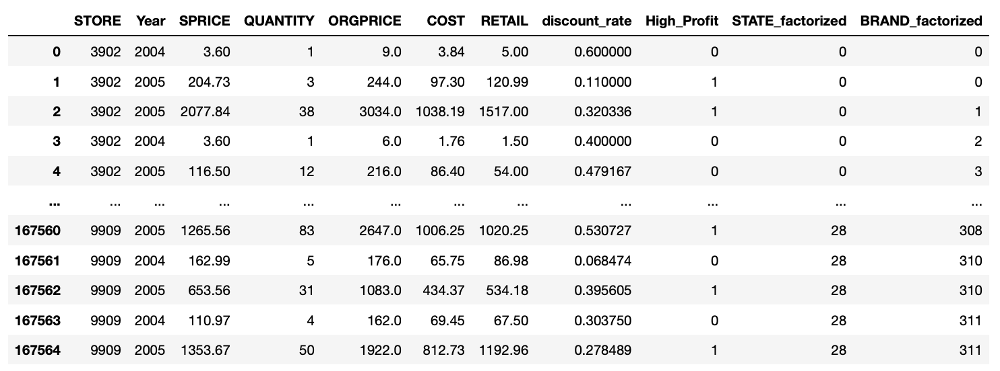 STORE Year SPRICE QUANTITY ORGPRICE COST RETAIL discount_rate High_Profit STATE_factorized BRAND_factorized
0 3902 2004 3.60 1 9.0 3.84 5.00 0.600000 0 0 0
1 3902 2005 204.73 3 244.0 97.30 120.99 0.110000 1 0 0
2 3902 2005 2077.84 38 3034.0 1038.19 1517.00 0.320336 1 0 1
3 3902 2004 3.60 1 6.0 1.76 1.50 0.400000 0 0 2
4 3902 2005 116.50 12 216.0 86.40 54.00 0.479167 0 0 3
... ... ... ... ... ... ... ... ... ... ... ...
167560 9909 2005 1265.56 83 2647.0 1006.25 1020.25 0.530727 1 28 308
167561 9909 2004 162.99 5 176.0 65.75 86.98 0.068474 0 28 310
167562 9909 2005 653.56 31 1083.0 434.37 534.18 0.395605 1 28 310
167563 9909 2004 110.97 4 162.0 69.45 67.50 0.303750 0 28 311
167564 9909 2005 1353.67 50 1922.0 812.73 1192.96 0.278489 1 28 311